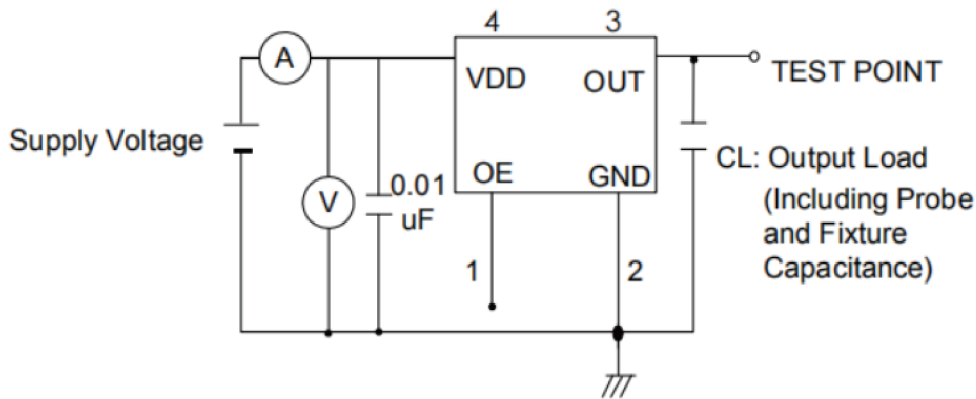 4
3
A
VDD
OUT
TEST POINT
Supply Voltage
V
0.01
uF
OE
GND
CL: Output Load
(Including Probe
and Fixture
Capacitance)
1
2